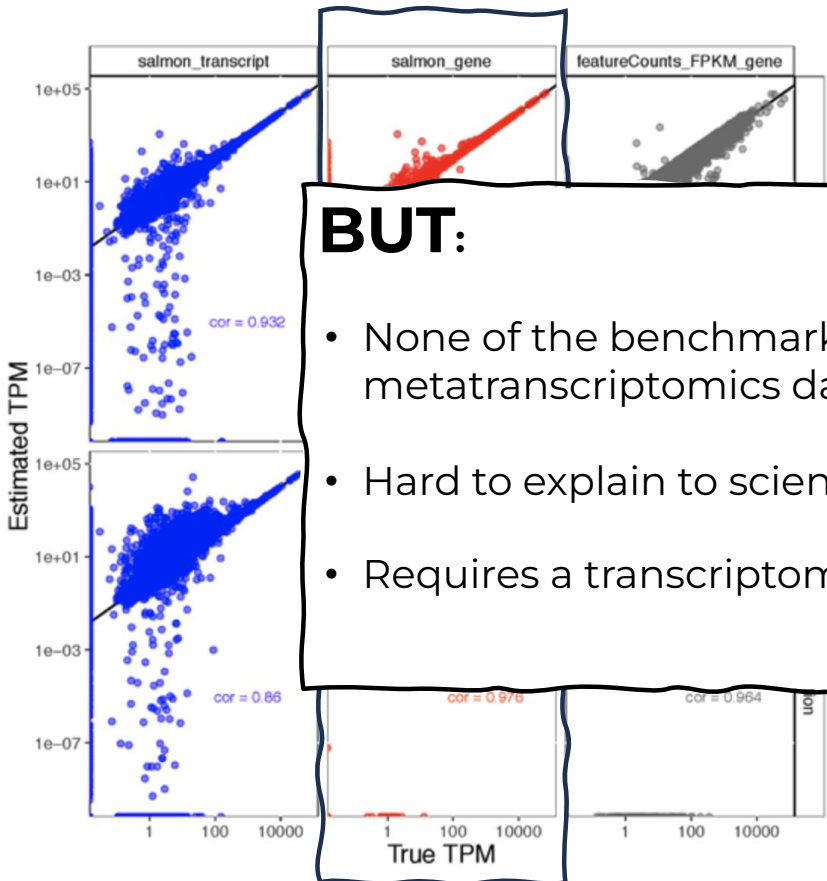 salmon_transcript
salmon_gene
featureCounts_FPKM_gene
1e+05
1e+01
1e−03
1e−07
cor = 0.932
Estimated TPM
BUT:
• None of the benchmark
metatranscriptomics da
• Hard to explain to scien
• Requires a transcriptom
1e+05
1e+01
1e−03
1e−07
cor = 0.86
cor = 0.976
cor = 0.964
ion
1
100
10000
1
100
10000
1
100
10000
True TPM